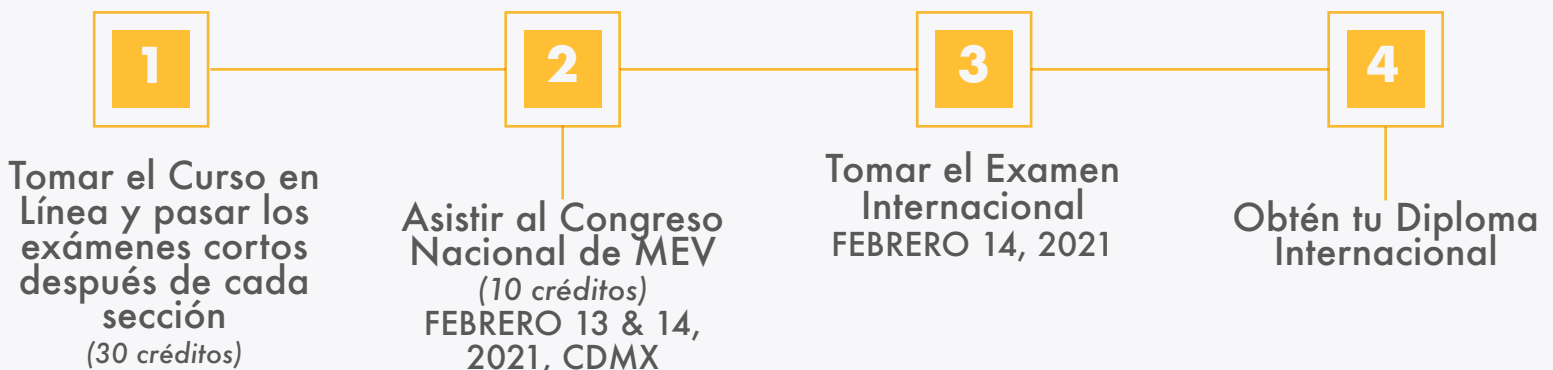 1
Tomar el Curso en
Línea y pasar los
exámenes cortos
después de cada
sección
(30 créditos)
2
Asistir al Congreso
Nacional de MEV
(10 créditos)
FEBRERO 13 & 14,
2021, CDMX
3
Tomar el Examen
Internacional
FEBRERO 14, 2021
4
Obtén tu Diploma
Internacional